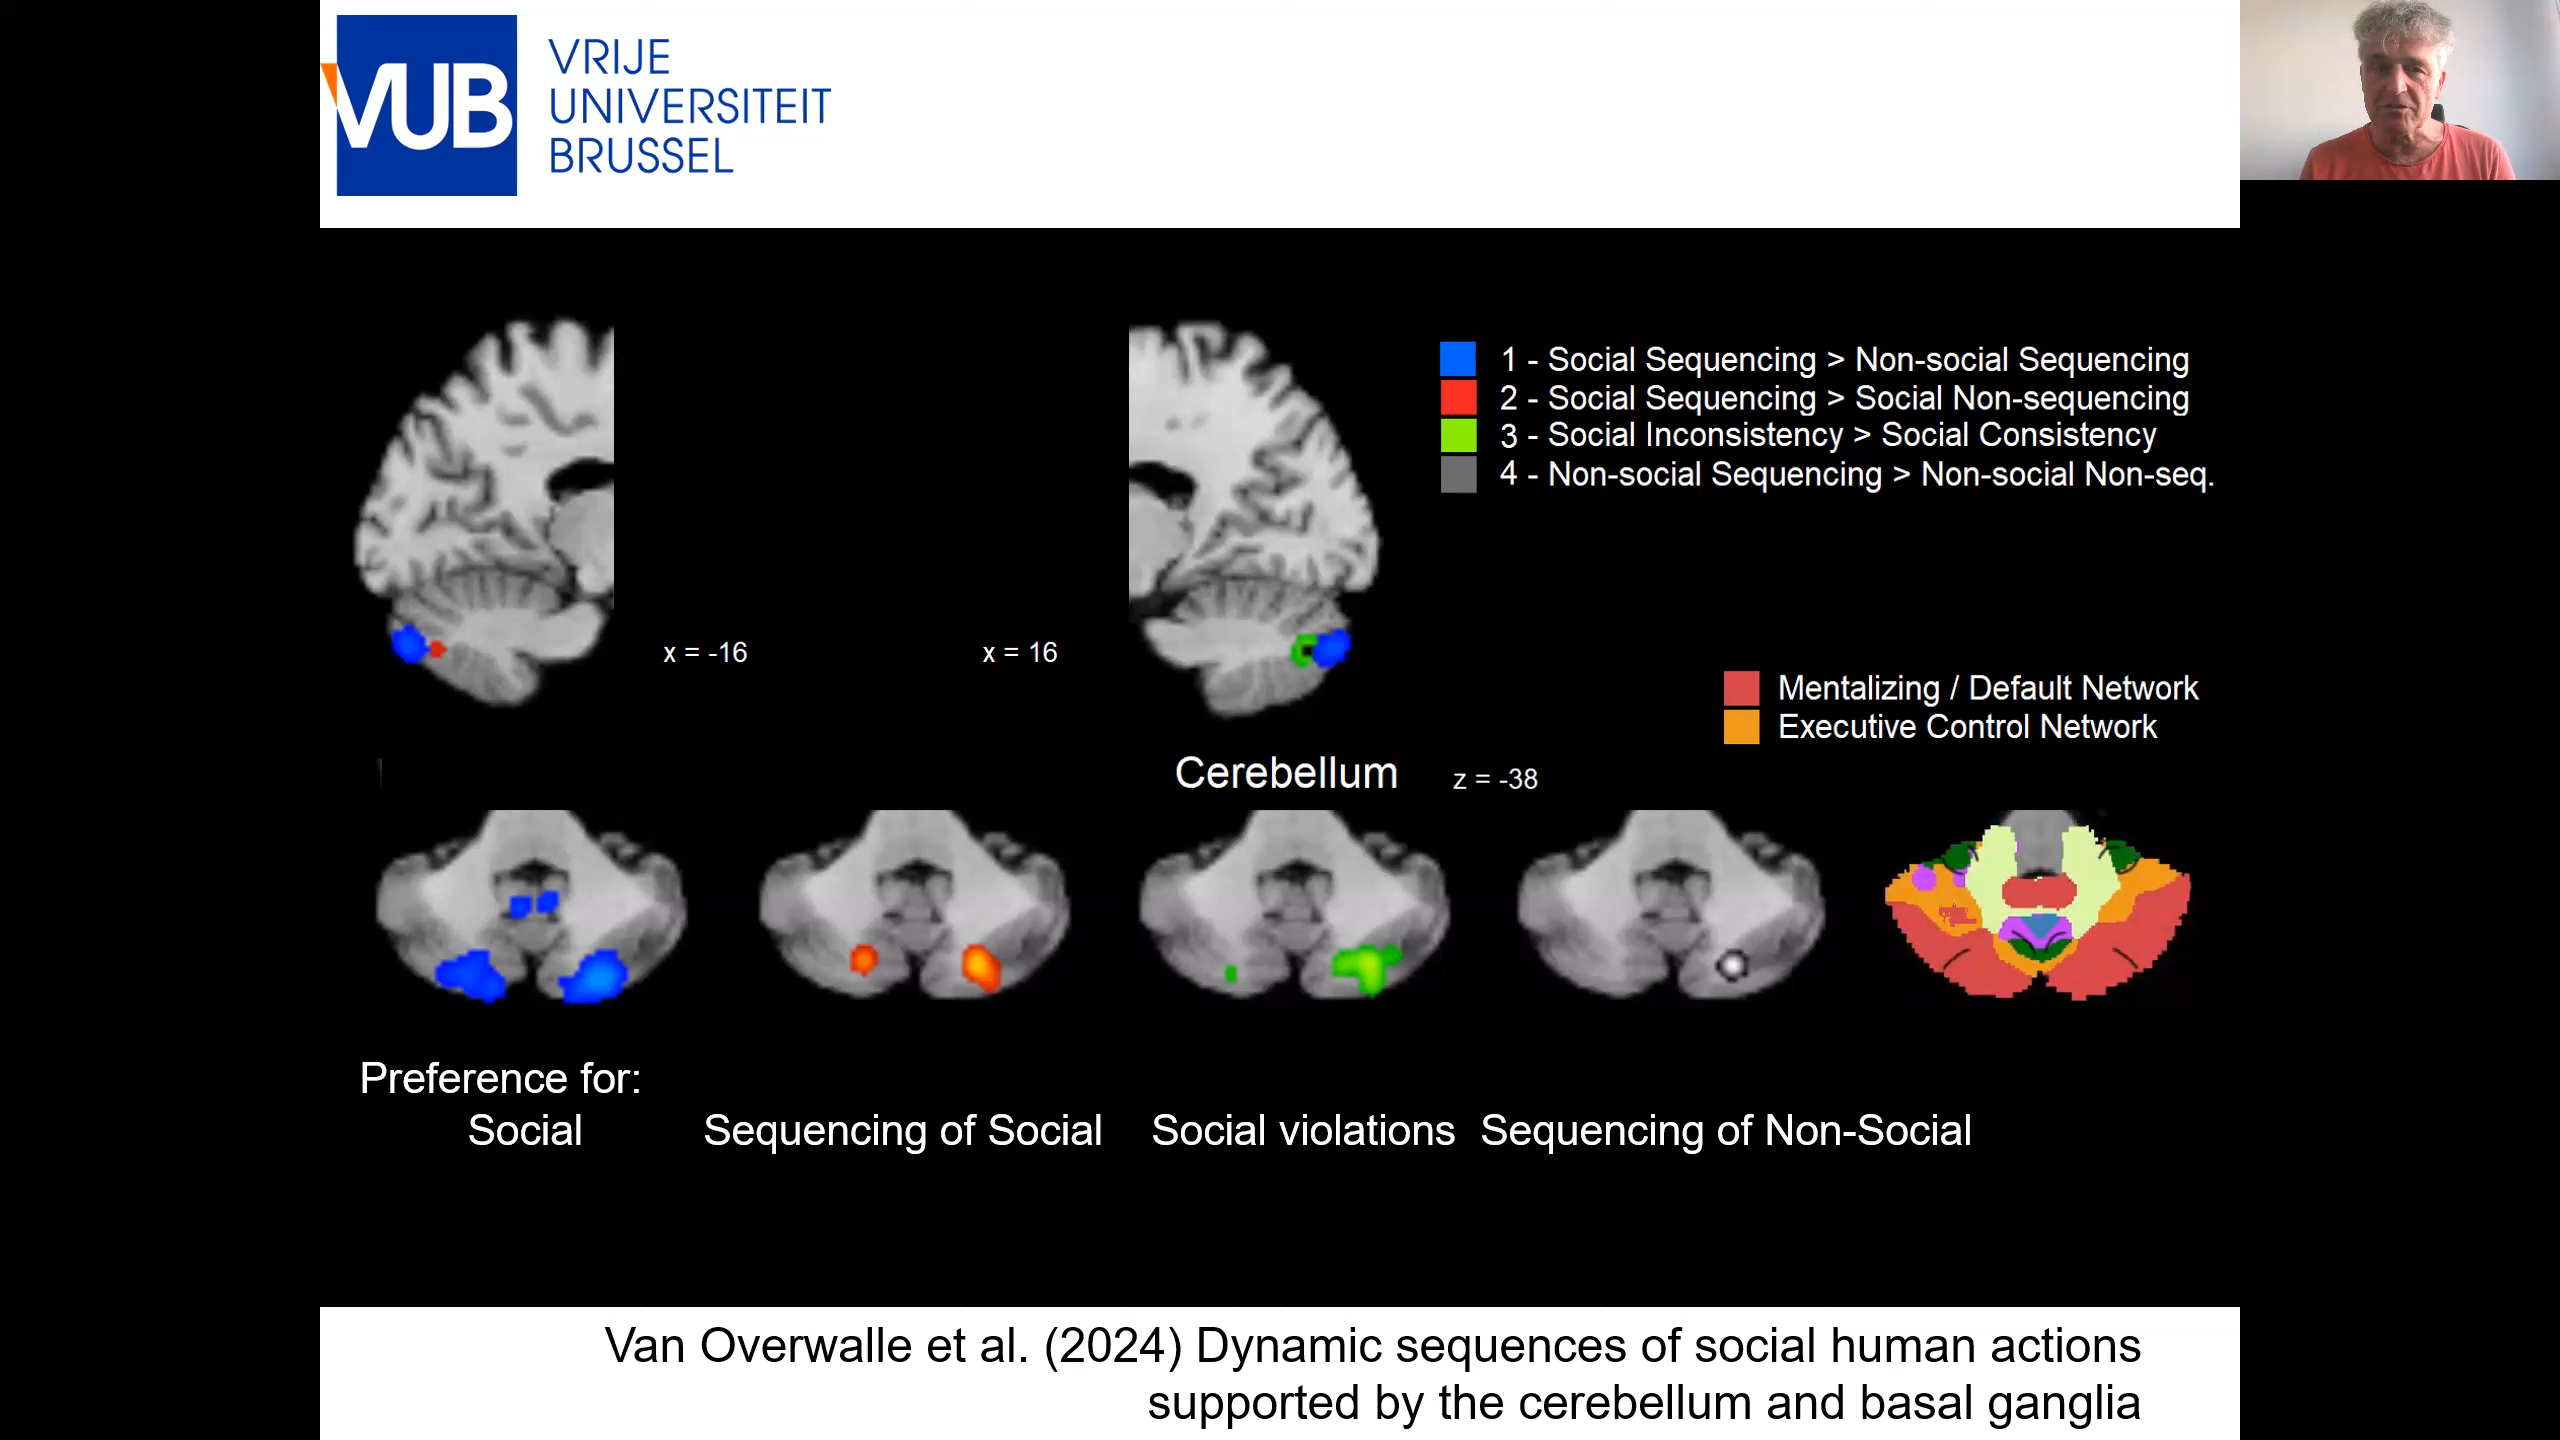 VUB
VRIJE
UNIVERSITEIT
BRUSSEL
1 - Social Sequencing > Non-social Sequencing
2 - Social Sequencing > Social Non-sequencing
3 - Social Inconsistency > Social Consistency
4 - Non-social Sequencing > Non-social Non-seq.
x = -16
x = 16
Mentalizing / Default Network
Executive Control Network
Cerebellum z = -38
Preference for:
Social
Sequencing of Social
Social violations
Sequencing of Non-Social
Van Overwalle et al. (2024) Dynamic sequences of social human actions
supported by the cerebellum and basal ganglia